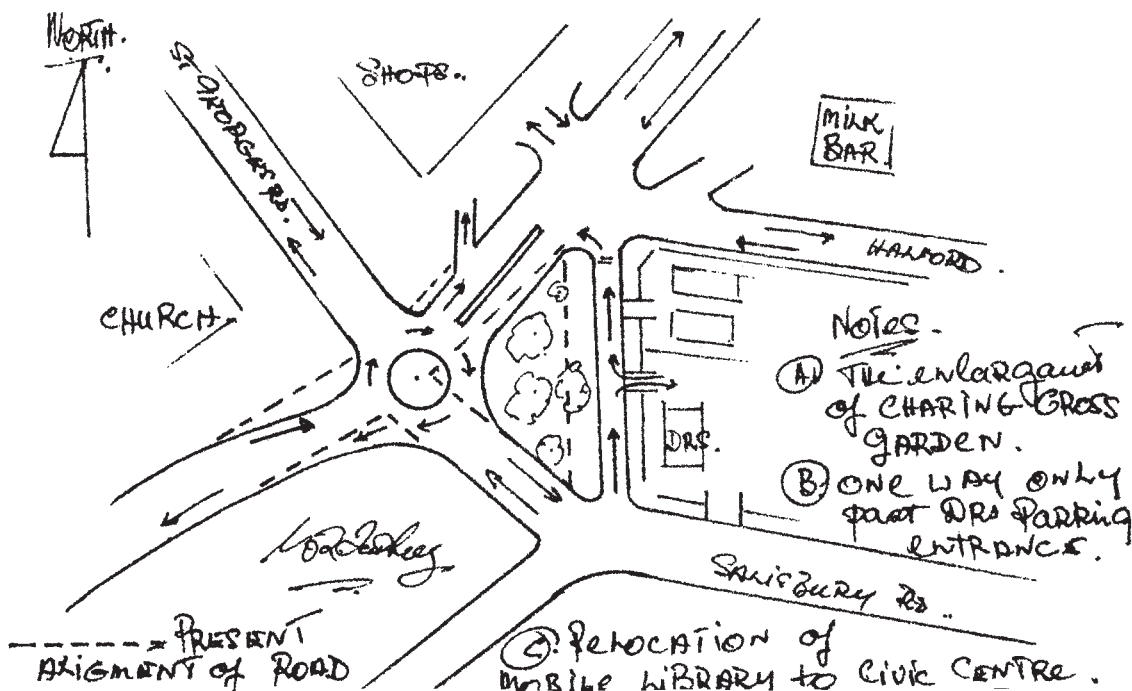 NORTH.
ST GEORGES RD.
SHOPS..
MILK
BAR.
HALFORD.
CHURCH.
NOTES.
A. THE enlargement
of CHARING CROSS
GARDEN.
B. ONE WAY ONLY
past DRS PARKING
ENTRANCE.
DRS.
SALISBURY RD..
- - - - - = PRESENT
ALIGMENT of ROAD
C. RELOCATION of
MOBILE LIBRARY to CIVIC CENTRE.